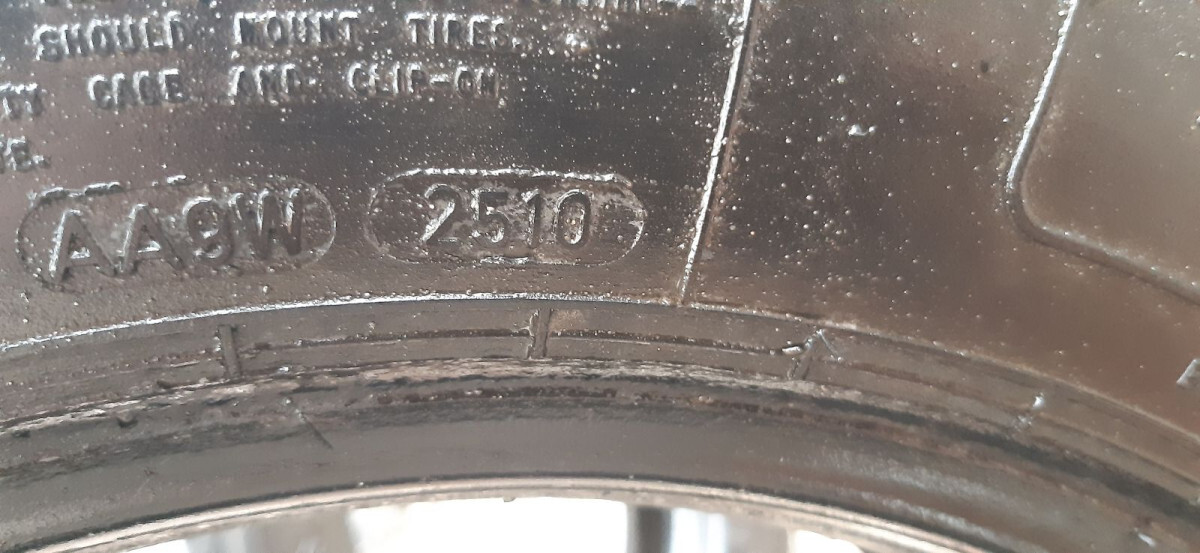 SHOULD MOUNT TIRES.
CAGE AND CLIP-ON
AA9W 2510